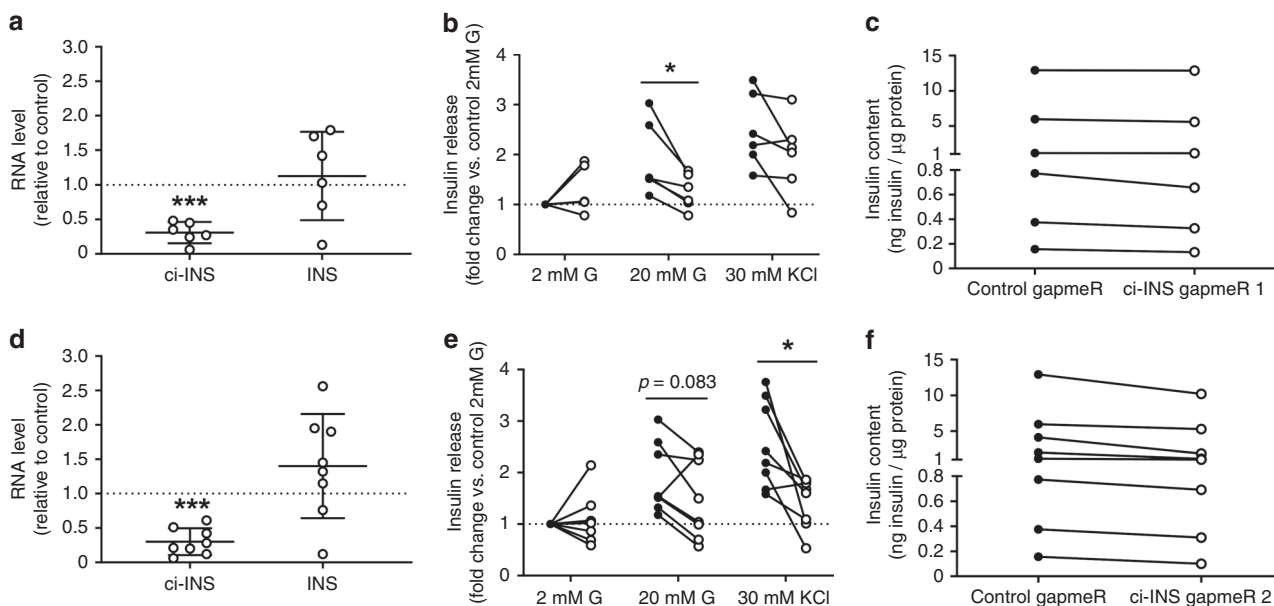 a
3.0
2.5
2.0
1.5
1.0
0.5
0
RNA level
(relative to control)
***
ci-INS
INS
b
4
3
2
1
0
Insulin release
(fold change vs. control 2mM G)
*
2 mM G
20 mM G
30 mM KCl
c
15
10
5
1
0.8
0.6
0.4
0.2
0
Insulin content
(ng insulin / µg protein)
Control gapmeR
ci-INS gapmeR 1
d
3.0
2.5
2.0
1.5
1.0
0.5
0
RNA level
(relative to control)
***
ci-INS
INS
e
4
3
2
1
0
Insulin release
(fold change vs. control 2mM G)
p = 0.083
*
2 mM G
20 mM G
30 mM KCl
f
15
10
5
1
0.8
0.6
0.4
0.2
0
Insulin content
(ng insulin / µg protein)
Control gapmeR
ci-INS gapmeR 2